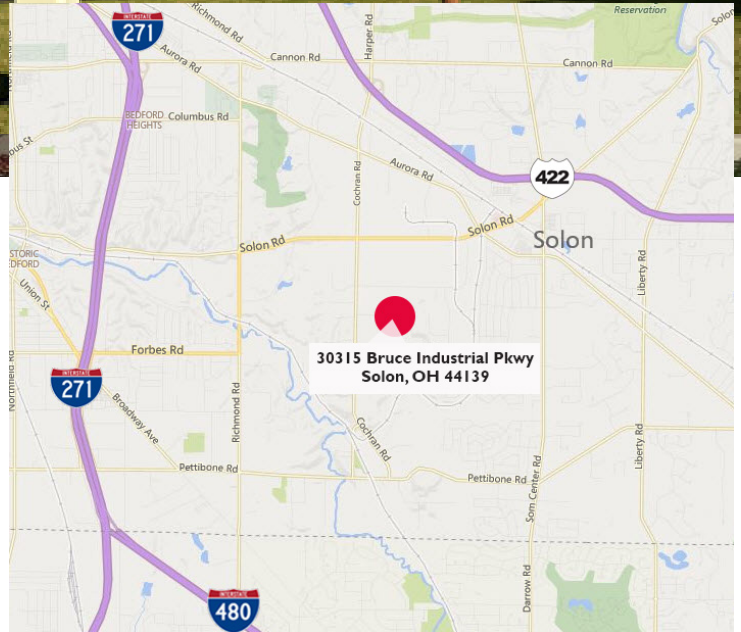 Reservation
Solon
INTERSTATE
271
Richmond Rd
Harper Rd
Aurora Rd
Cannon Rd
Cannon Rd
BEDFORD
HEIGHTS
Columbus Rd
Cochran Rd
Aurora Rd
422
Solon Rd
Solon Rd
Solon
Liberty Rd
Union St
Forbes Rd
30315 Bruce Industrial Pkwy
Solon, OH 44139
INTERSTATE
271
Northfield Rd
Broadway Ave
Richmond Rd
Cochran Rd
Liberty Rd
Pettibone Rd
Pettibone Rd
Som Center Rd
Darrow Rd
INTERSTATE
480